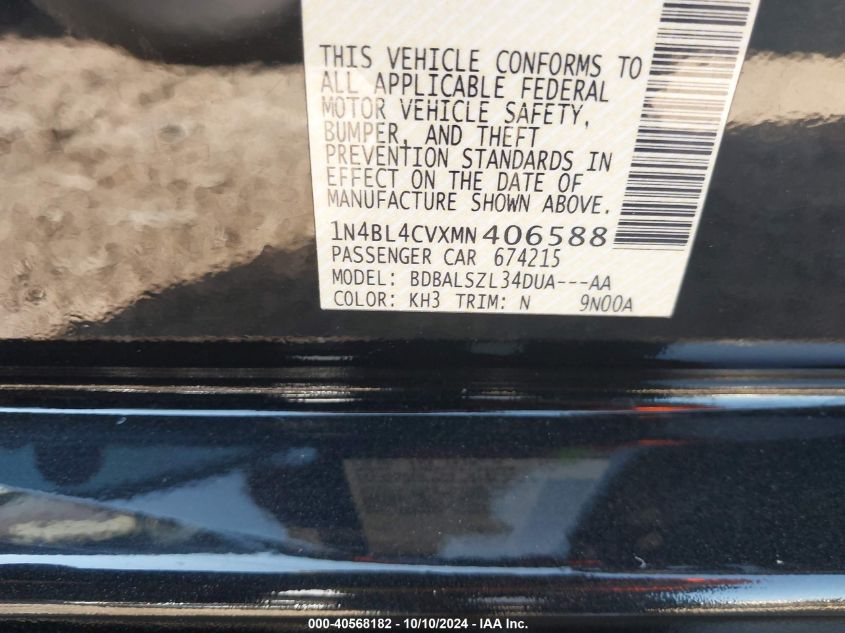 THIS VEHICLE CONFORMS TO
ALL APPLICABLE FEDERAL
MOTOR VEHICLE SAFETY,
BUMPER, AND THEFT
PREVENTION STANDARDS IN
EFFECT ON THE DATE OF
MANUFACTURE SHOWN ABOVE.
1N4BL4CVXMN 406588
PASSENGER CAR 674215
MODEL: BDBALSZL34DUA---AA
COLOR: KH3 TRIM: N 9N00A
000-40568182 - 10/10/2024 - IAA Inc.